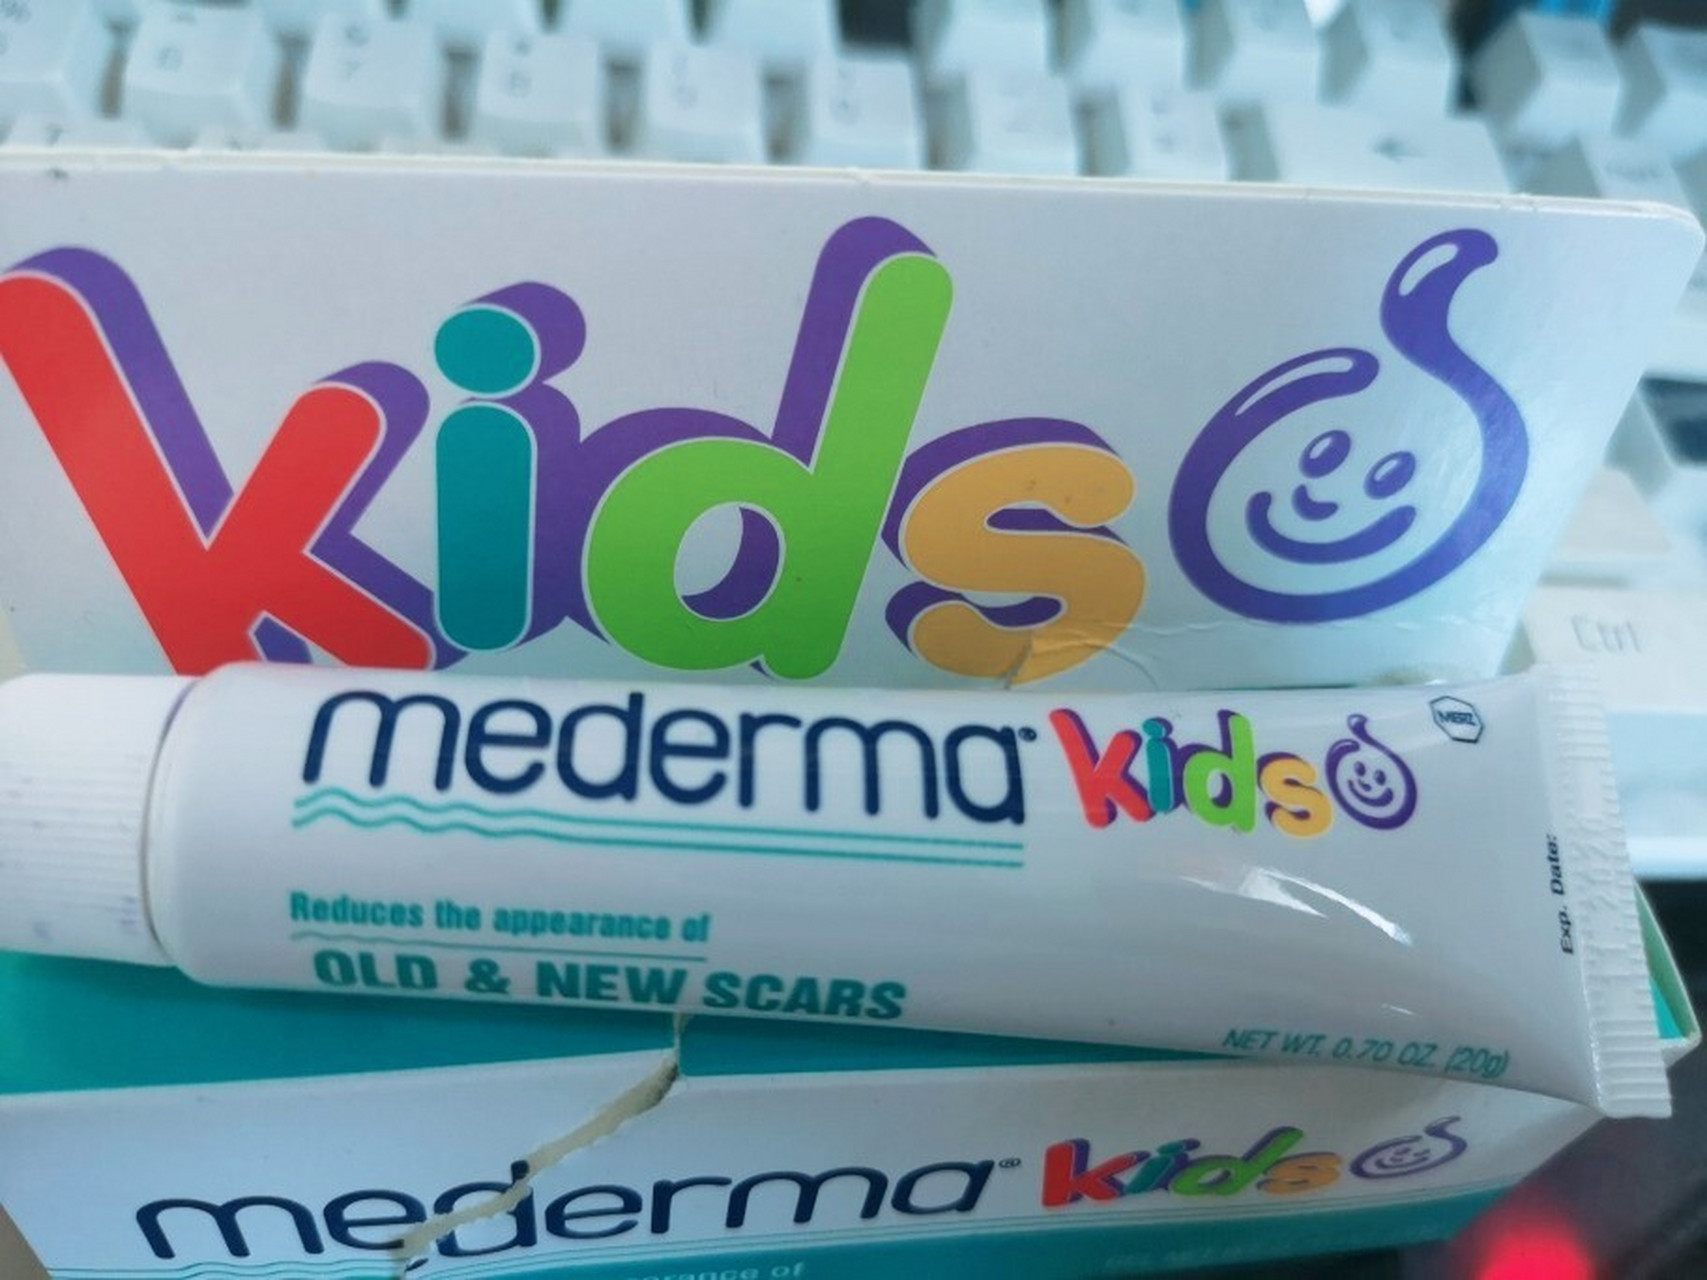 Ctrl
kids
mederma® kids
MERZ
Reduces the appearance of
OLD & NEW SCARS
Exp. Date:
NET WT. 0.70 OZ. (20g)
mederma® kids